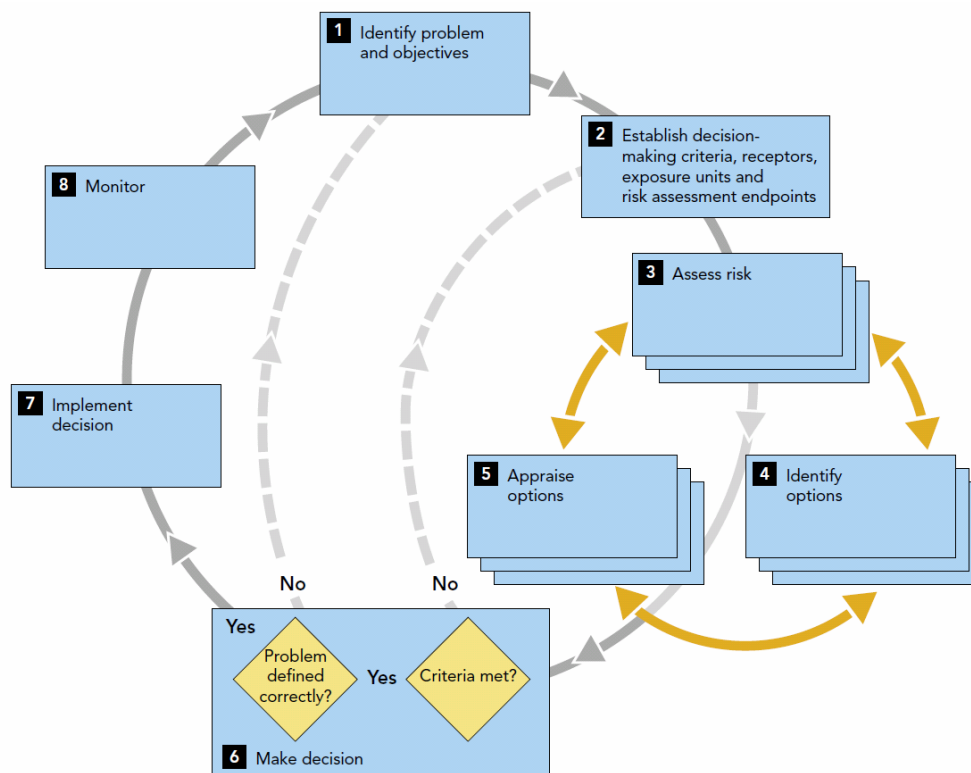 1 Identify problem
and objectives
2 Establish decision-
making criteria, receptors,
exposure units and
risk assessment endpoints
8 Monitor
3 Assess risk
7 Implement
decision
5 Appraise
options
4 Identify
options
No
No
Yes
Problem
defined
correctly?
Yes
Criteria met?
6 Make decision